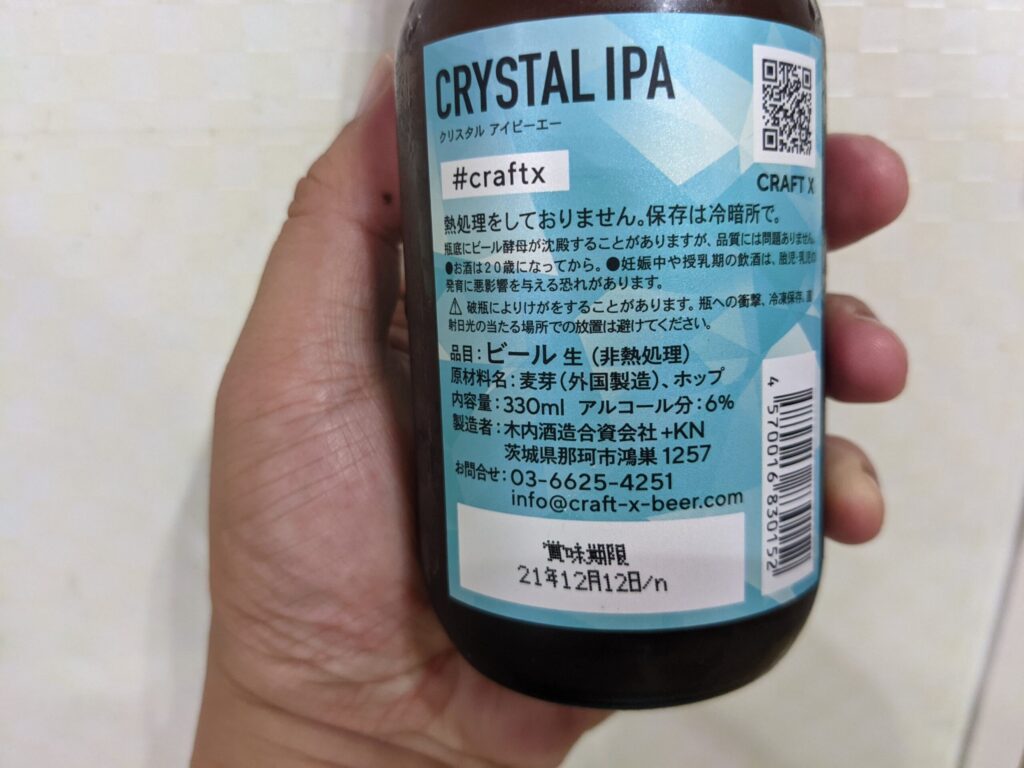 CRYSTAL IPA
クリスタル アイピーエー
#craftx
CRAFT X
熱処理をしておりません。保存は冷暗所で。
瓶底にビール酵母が沈殿することがありますが、品質には問題ありません。
●お酒は20歳になってから。●妊娠中や授乳期の飲酒は、胎児・乳児の
発育に悪影響を与える恐れがあります。
⚠ 破瓶によりけがをすることがあります。瓶への衝撃、冷凍保存、直
射日光の当たる場所での放置は避けてください。
品目：ビール 生 （非熱処理）
原材料名：麦芽（外国製造）、ホップ
内容量：330ml アルコール分：6%
製造者：木内酒造合資会社 +KN
茨城県那珂市鴻巣 1257
お問合せ：03-6625-4251
info@craft-x-beer.com
賞味期限
21年12月12日/n
4 570016 830152